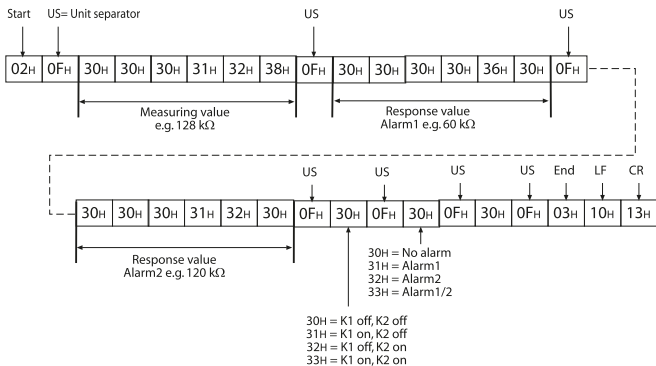 Start US= Unit separator US US
02H 0FH 30H 30H 30H 31H 32H 38H 0FH 30H 30H 30H 30H 36H 30H 0FH
Measuring value
e.g. 128 kΩ
Response value
Alarm1 e.g. 60 kΩ
US US US US End LF CR
30H 30H 30H 31H 32H 30H 0FH 30H 0FH 30H 0FH 30H 0FH 03H 10H 13H
Response value
Alarm2 e.g. 120 kΩ
30H = No alarm
31H = Alarm1
32H = Alarm2
33H = Alarm1/2
30H = K1 off, K2 off
31H = K1 on, K2 off
32H = K1 off, K2 on
33H = K1 on, K2 on